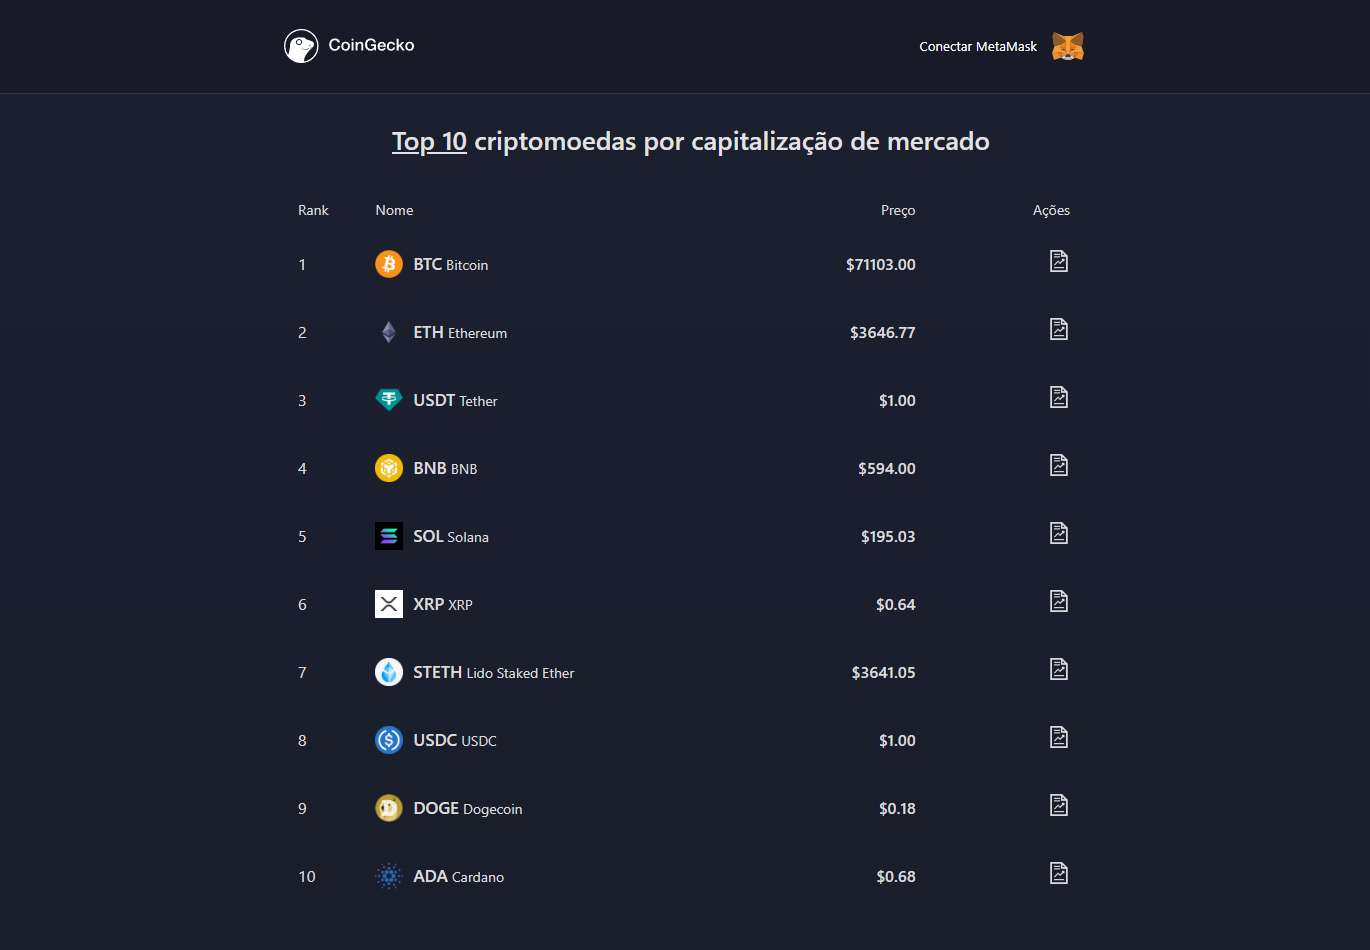 CoinGecko
Conectar MetaMask
Top 10 criptomoedas por capitalização de mercado
Rank Nome Preço Ações
1 BTC Bitcoin $71103.00
2 ETH Ethereum $3646.77
3 USDT Tether $1.00
4 BNB BNB $594.00
5 SOL Solana $195.03
6 XRP XRP $0.64
7 STETH Lido Staked Ether $3641.05
8 USDC USDC $1.00
9 DOGE Dogecoin $0.18
10 ADA Cardano $0.68